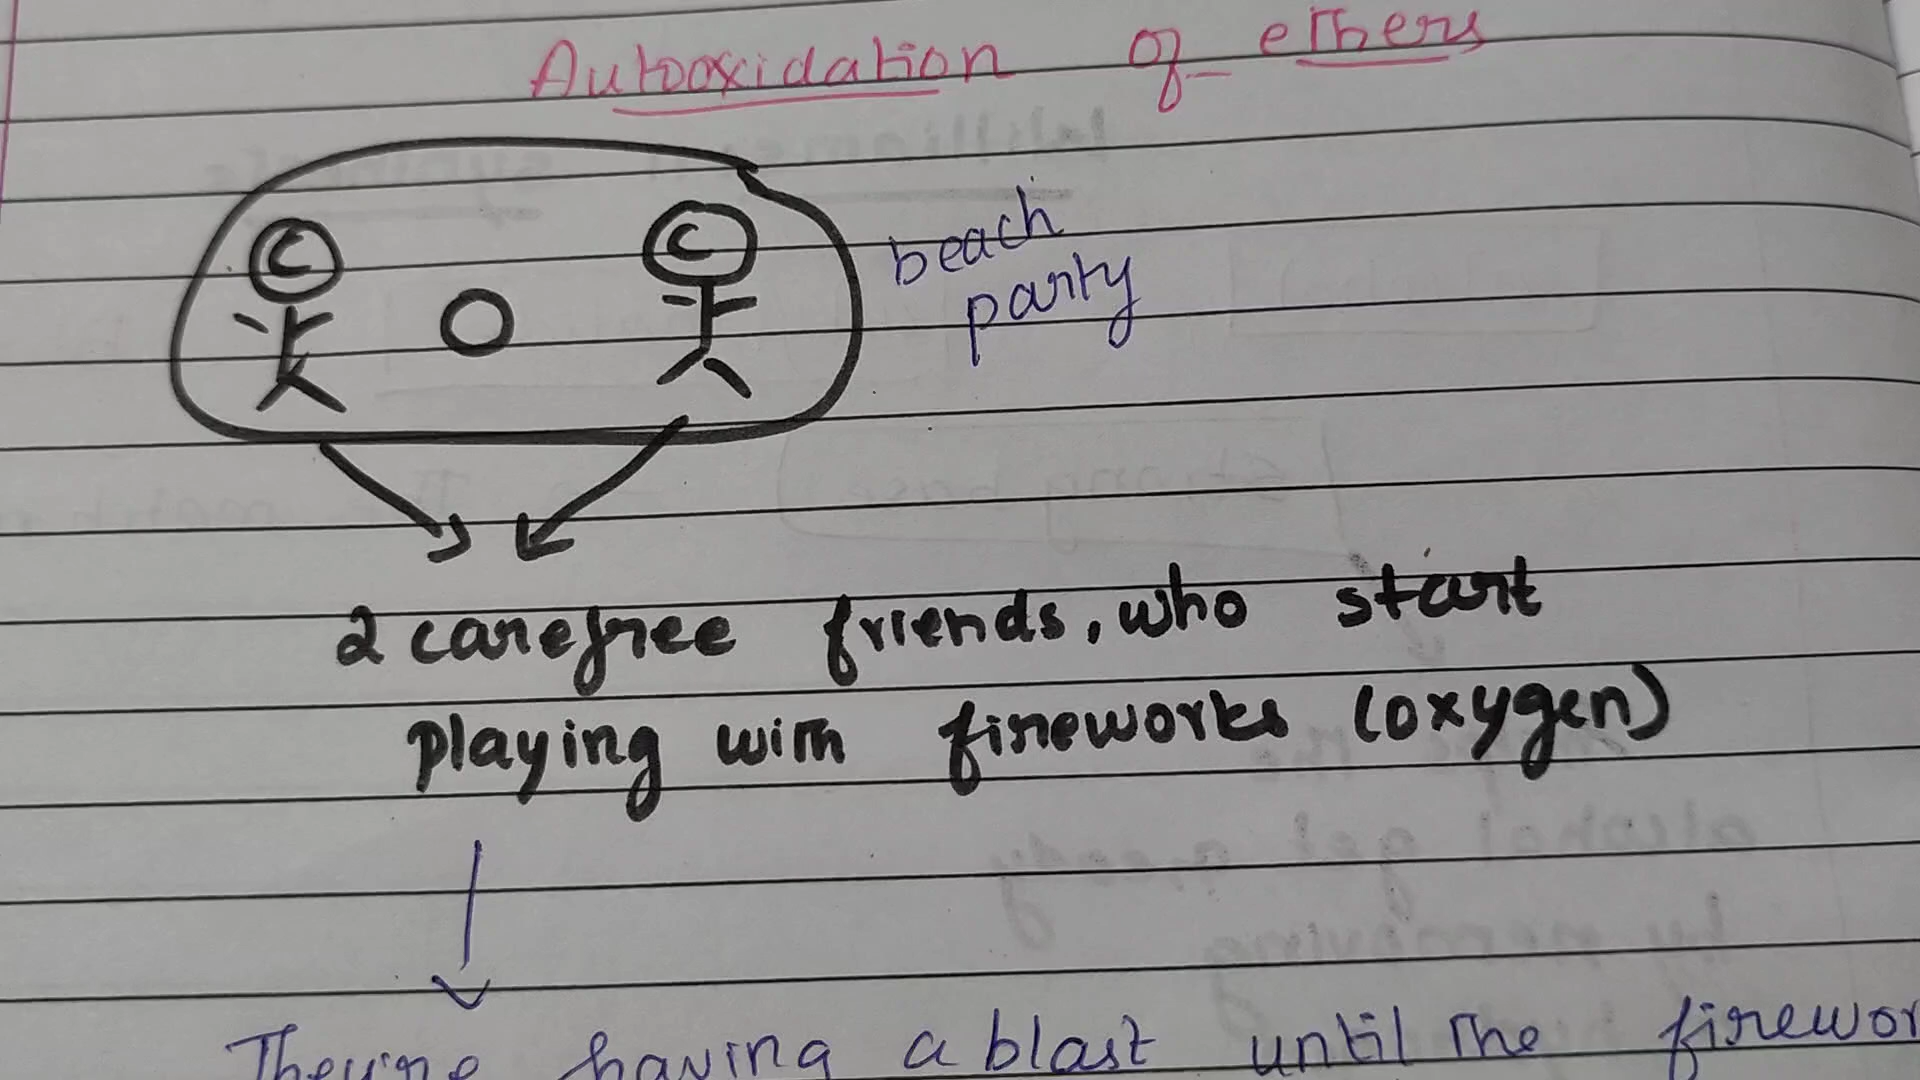 Autooxidation of ethers
C
C
O
beach
party
2 carefree friends, who start
playing with fireworks (oxygen)
They're having a blast until the firewor